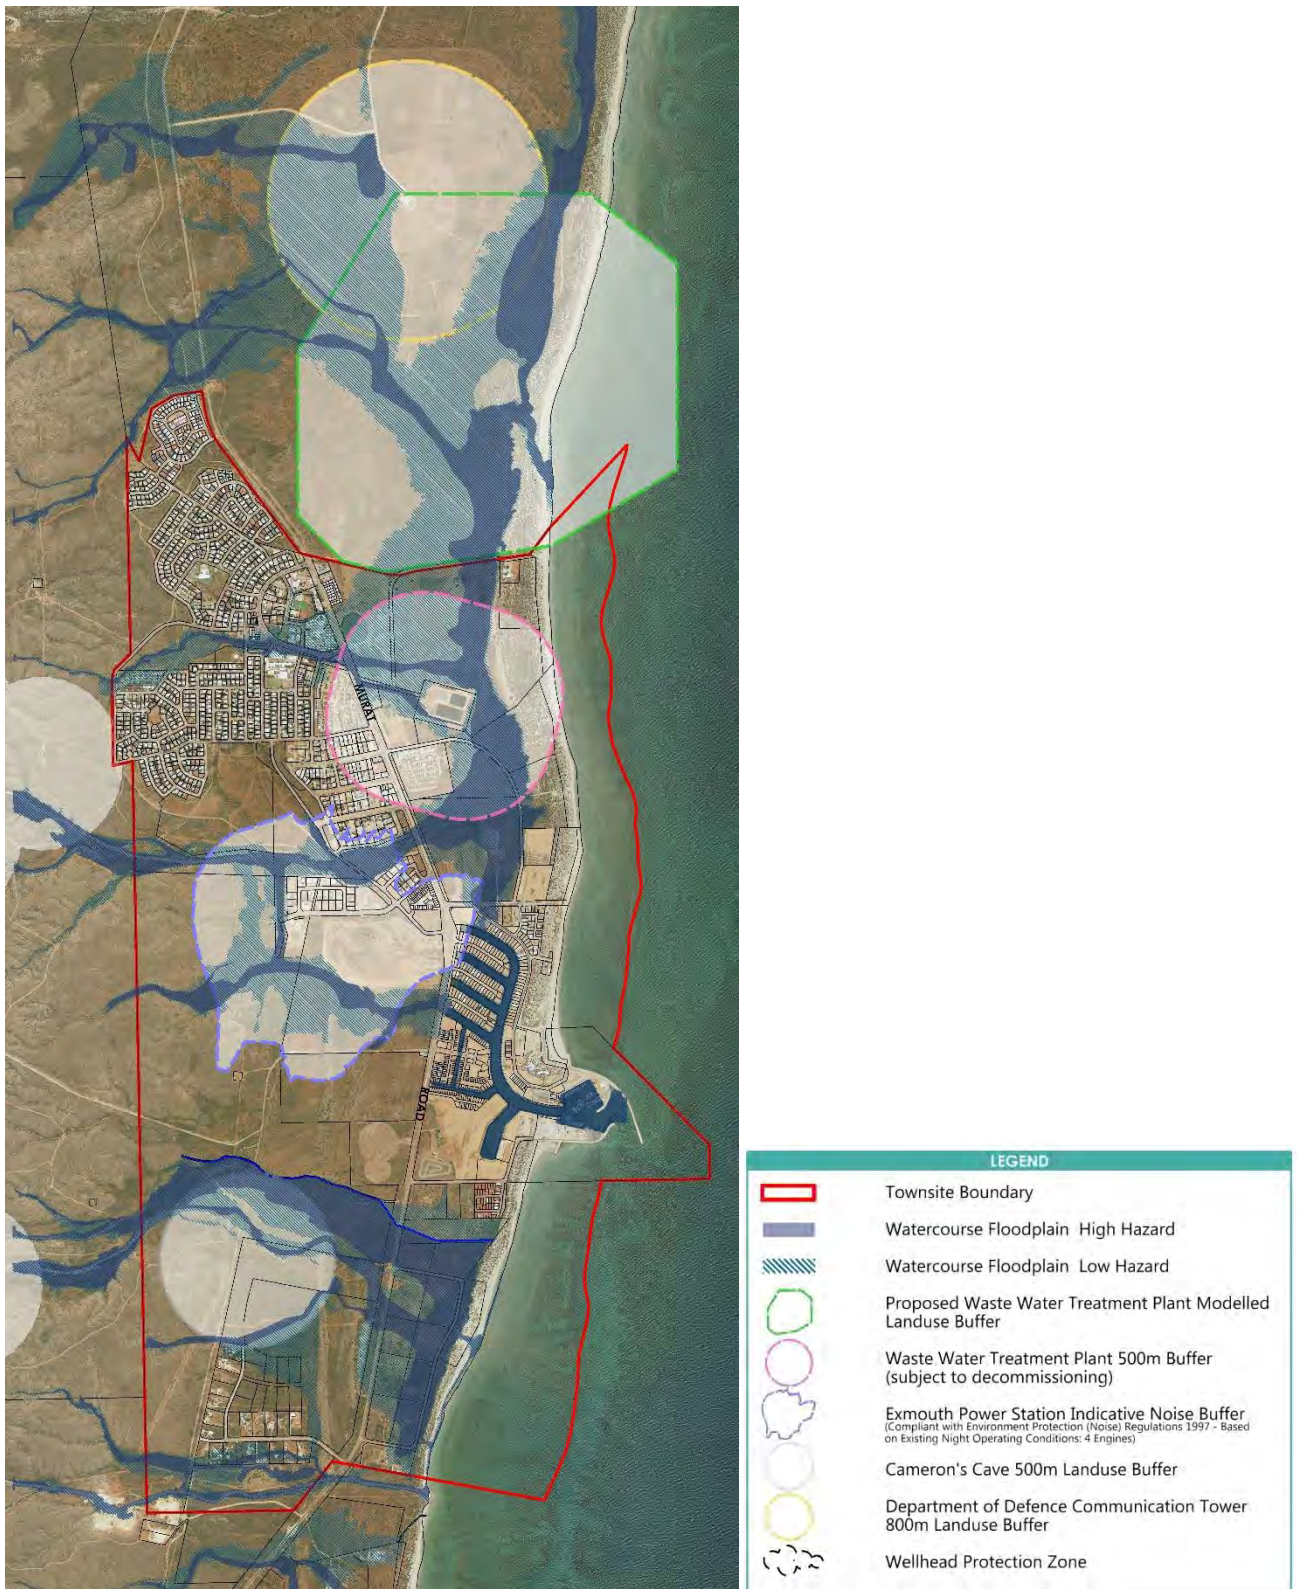 MURAT
ROAD
LEGEND
Townsite Boundary
Watercourse Floodplain High Hazard
Watercourse Floodplain Low Hazard
Proposed Waste Water Treatment Plant Modelled
Landuse Buffer
Waste Water Treatment Plant 500m Buffer
(subject to decommissioning)
Exmouth Power Station Indicative Noise Buffer
(Compliant with Environment Protection (Noise) Regulations 1997 - Based
on Existing Night Operating Conditions: 4 Engines)
Cameron's Cave 500m Landuse Buffer
Department of Defence Communication Tower
800m Landuse Buffer
Wellhead Protection Zone